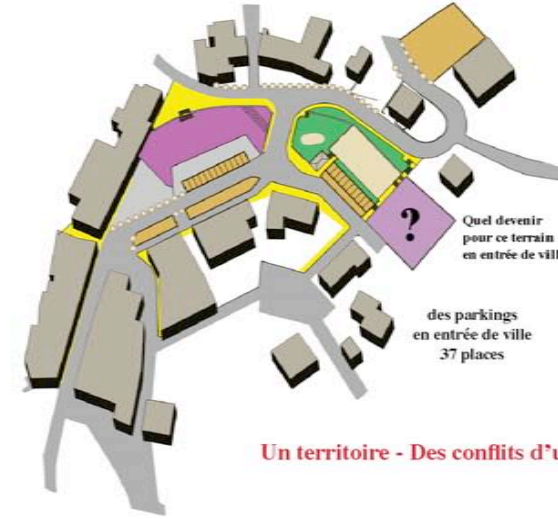 ?
Quel devenir
pour ce terrain
en entrée de vill
des parkings
en entrée de ville
37 places
Un territoire - Des conflits d'u